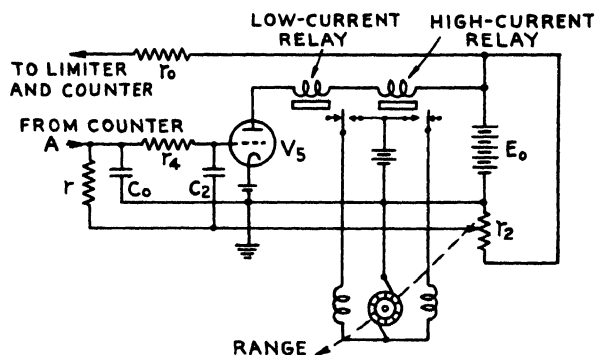 LOW-CURRENT
RELAY
HIGH-CURRENT
RELAY
r₀
TO LIMITER
AND COUNTER
FROM COUNTER
A
r₄
V₅
E₀
r
C₀
C₂
r₂
RANGE